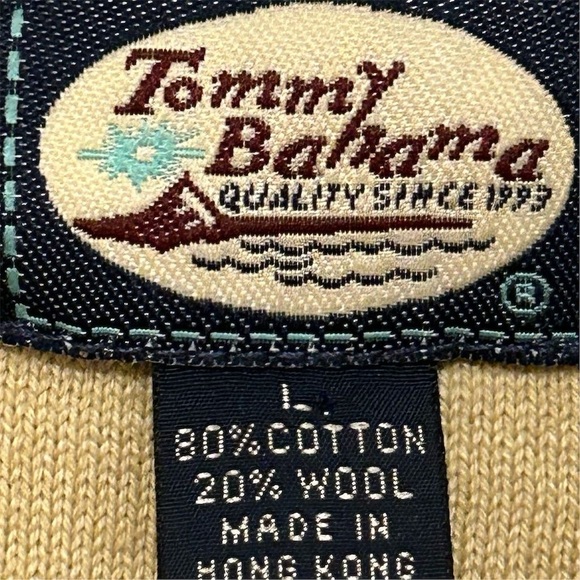 Tommy
Bahama
QUALITY SINCE 1993
®
L
80% COTTON
20% WOOL
MADE IN
HONG KONG